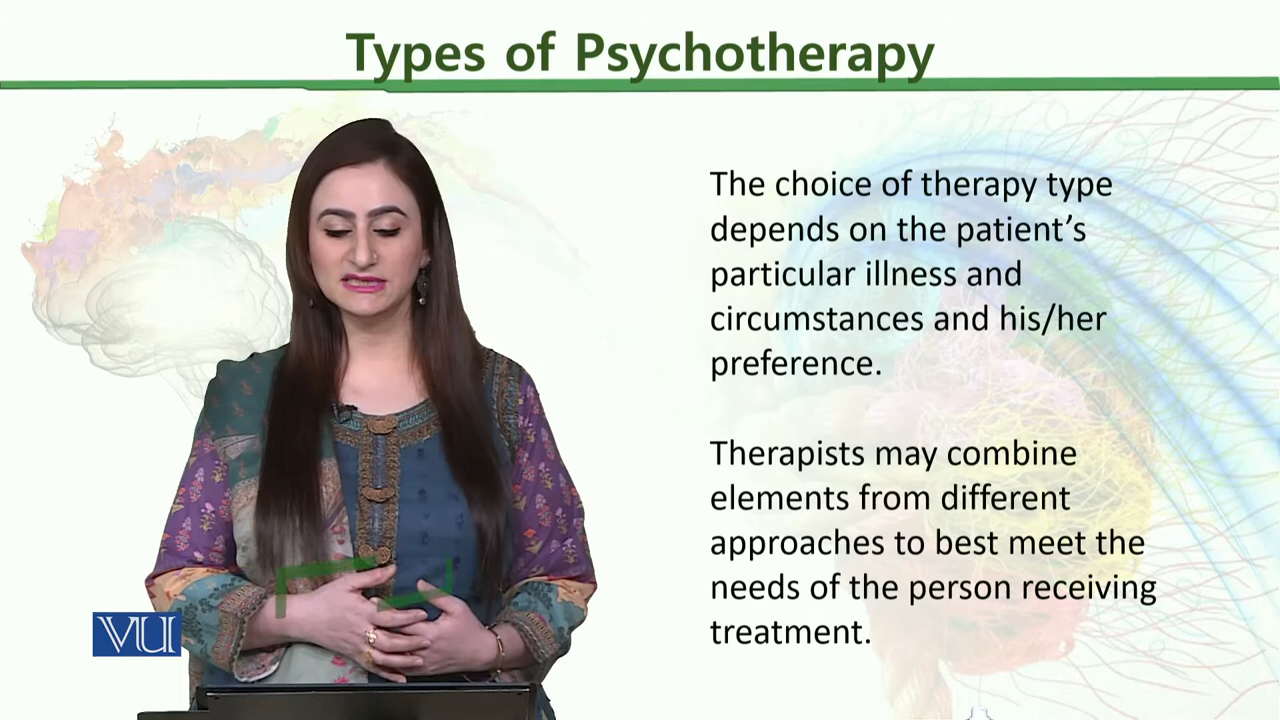 Types of Psychotherapy
The choice of therapy type
depends on the patient’s
particular illness and
circumstances and his/her
preference.
Therapists may combine
elements from different
approaches to best meet the
needs of the person receiving
treatment.
VU